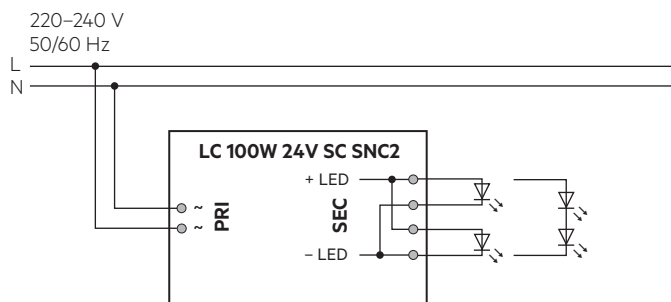 220–240 V
50/60 Hz
L
N
LC 100W 24V SC SNC2
+ LED
~ PRI
~
SEC
– LED